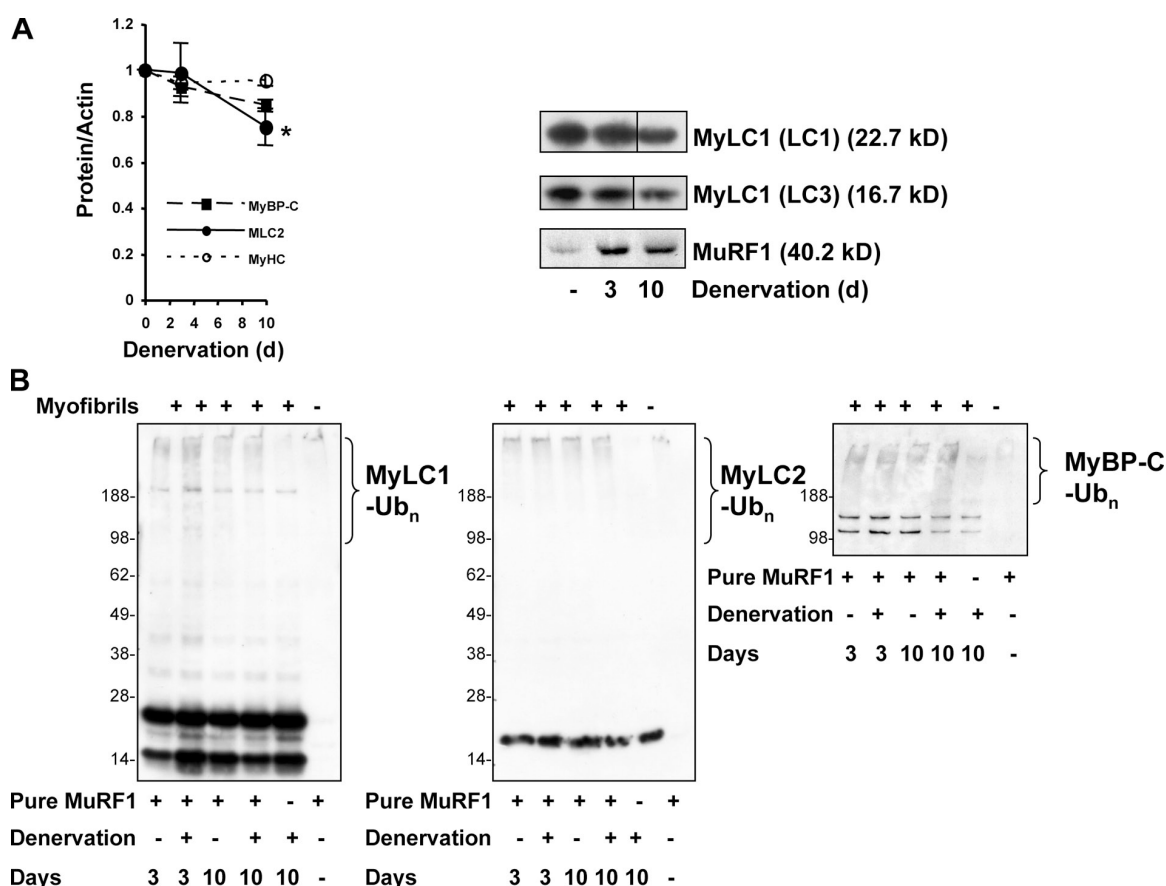 A
1.2
1
0.8
0.6
0.4
0.2
0
Protein/Actin
*
MyBP-C
MLC2
MyHC
0 2 4 6 8 10
Denervation (d)
MyLC1 (LC1) (22.7 kD)
MyLC1 (LC3) (16.7 kD)
MuRF1 (40.2 kD)
- 3 10 Denervation (d)
B
Myofibrils + + + + + -
188-
98-
62-
49-
38-
28-
14-
MyLC1
-Ubn
Pure MuRF1 + + + + - +
Denervation - + - + + -
Days 3 3 10 10 10 -
+ + + + + -
188-
98-
62-
49-
38-
28-
14-
MyLC2
-Ubn
Pure MuRF1 + + + + - +
Denervation - + - + + -
Days 3 3 10 10 10 -
+ + + + + -
188-
98-
MyBP-C
-Ubn
Pure MuRF1 + + + + - +
Denervation - + - + + -
Days 3 3 10 10 10 -